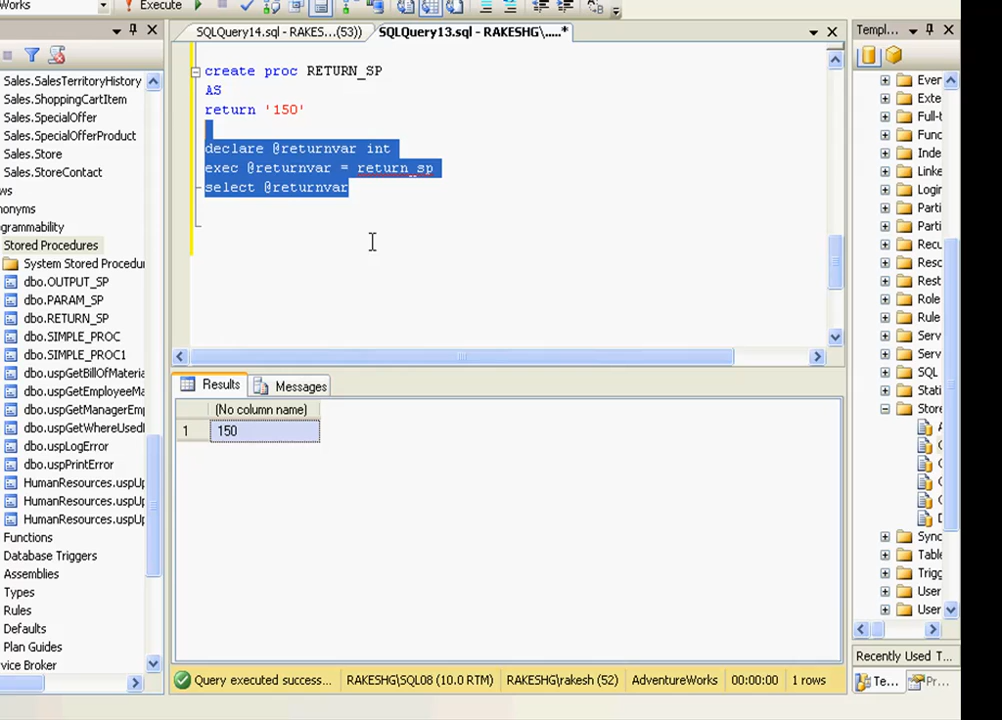 Works
Execute
SQLQuery14.sql - RAKES...(53))
SQLQuery13.sql - RAKESHG\.....*
Templ...
Sales.SalesTerritoryHistory
Sales.ShoppingCartItem
Sales.SpecialOffer
Sales.SpecialOfferProduct
Sales.Store
Sales.StoreContact
ws
onyms
grammability
Stored Procedures
System Stored Procedu
dbo.OUTPUT_SP
dbo.PARAM_SP
dbo.RETURN_SP
dbo.SIMPLE_PROC
dbo.SIMPLE_PROC1
dbo.uspGetBillOfMateria
dbo.uspGetEmployeeMa
dbo.uspGetManagerEmp
dbo.uspGetWhereUsedI
dbo.uspLogError
dbo.uspPrintError
HumanResources.uspUp
HumanResources.uspUp
HumanResources.uspUp
Functions
Database Triggers
Assemblies
Types
Rules
Defaults
Plan Guides
vice Broker
create proc RETURN_SP
AS
return '150'
declare @returnvar int
exec @returnvar = return_sp
select @returnvar
Results
Messages
(No column name)
1 150
Query executed success...
RAKESHG\SQL08 (10.0 RTM)
RAKESHG\rakesh (52)
AdventureWorks
00:00:00
1 rows
Even
Exte
Full-t
Func
Inde
Linke
Login
Parti
Parti
Recu
Reso
Rest
Role
Rule
Serv
Serv
SQL
Stati
Store
Sync
Table
Trigg
User
User
Recently Used T...
Te...
Pr...